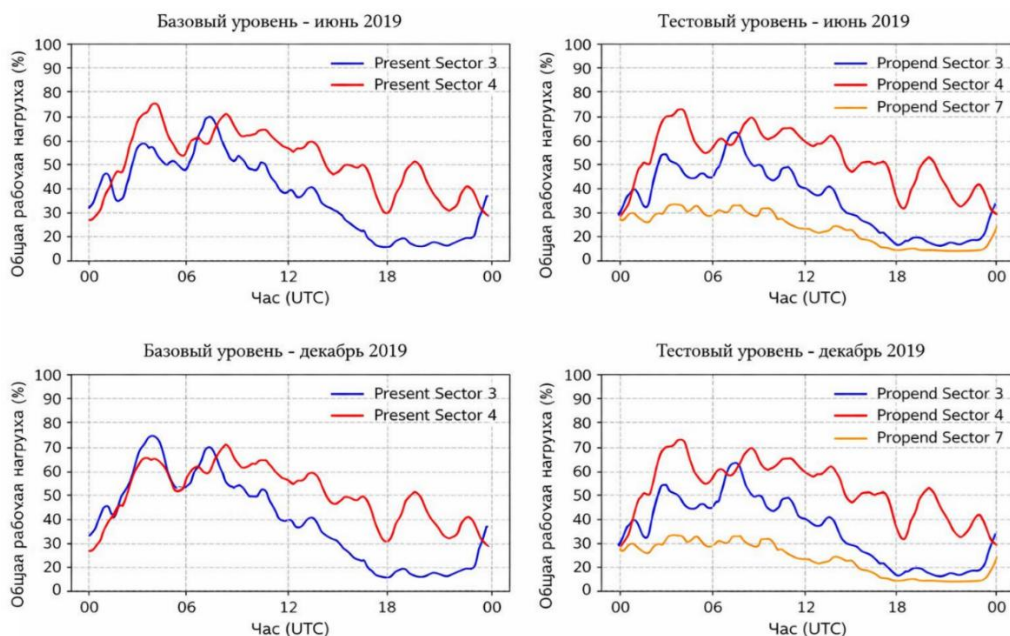 Базовый уровень - июнь 2019
Общая рабочая нагрузка (%)
100
90
80
70
60
50
40
30
20
0
Present Sector 3
Present Sector 4
00 06 12 18 00
Час (UTC)
Тестовый уровень - июнь 2019
Общая рабочая нагрузка (%)
100
90
80
70
60
50
40
30
20
0
Propend Sector 3
Propend Sector 4
Propend Sector 7
00 06 12 18 00
Час (UTC)
Базовый уровень - декабрь 2019
Общая рабочая нагрузка (%)
100
90
80
70
60
50
40
30
20
0
Present Sector 3
Present Sector 4
00 06 12 18 00
Час (UTC)
Тестовый уровень - декабрь 2019
Общая рабочая нагрузка (%)
100
90
80
70
60
50
40
30
20
0
Propend Sector 3
Propend Sector 4
Propend Sector 7
00 06 12 18 00
Час (UTC)